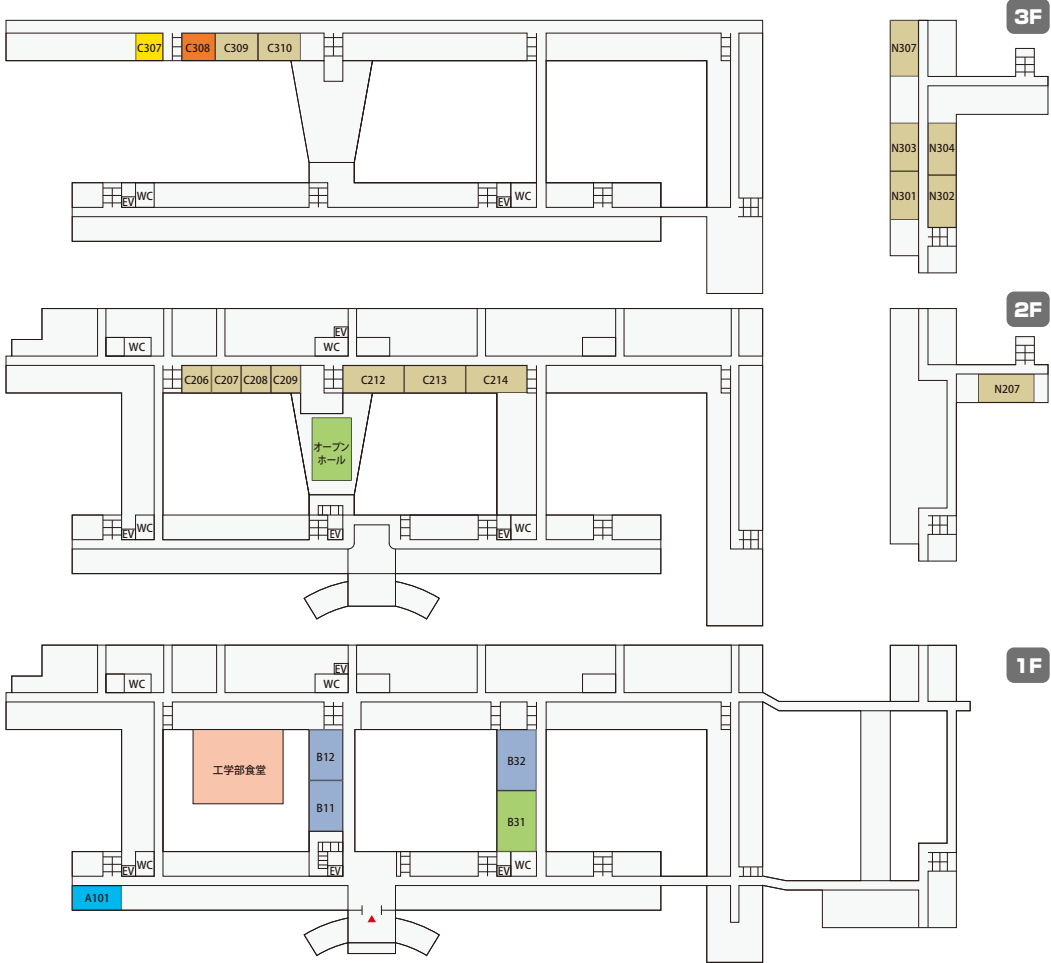 3F
C307
C308
C309
C310
N307
N303
N304
N301
N302
EV
WC
EV
WC
2F
EV
WC
WC
C206
C207
C208
C209
C212
C213
C214
N207
オープン
ホール
EV
WC
EV
EV
WC
1F
EV
WC
WC
工学部食堂
B12
B32
B11
B31
EV
WC
EV
EV
WC
A101